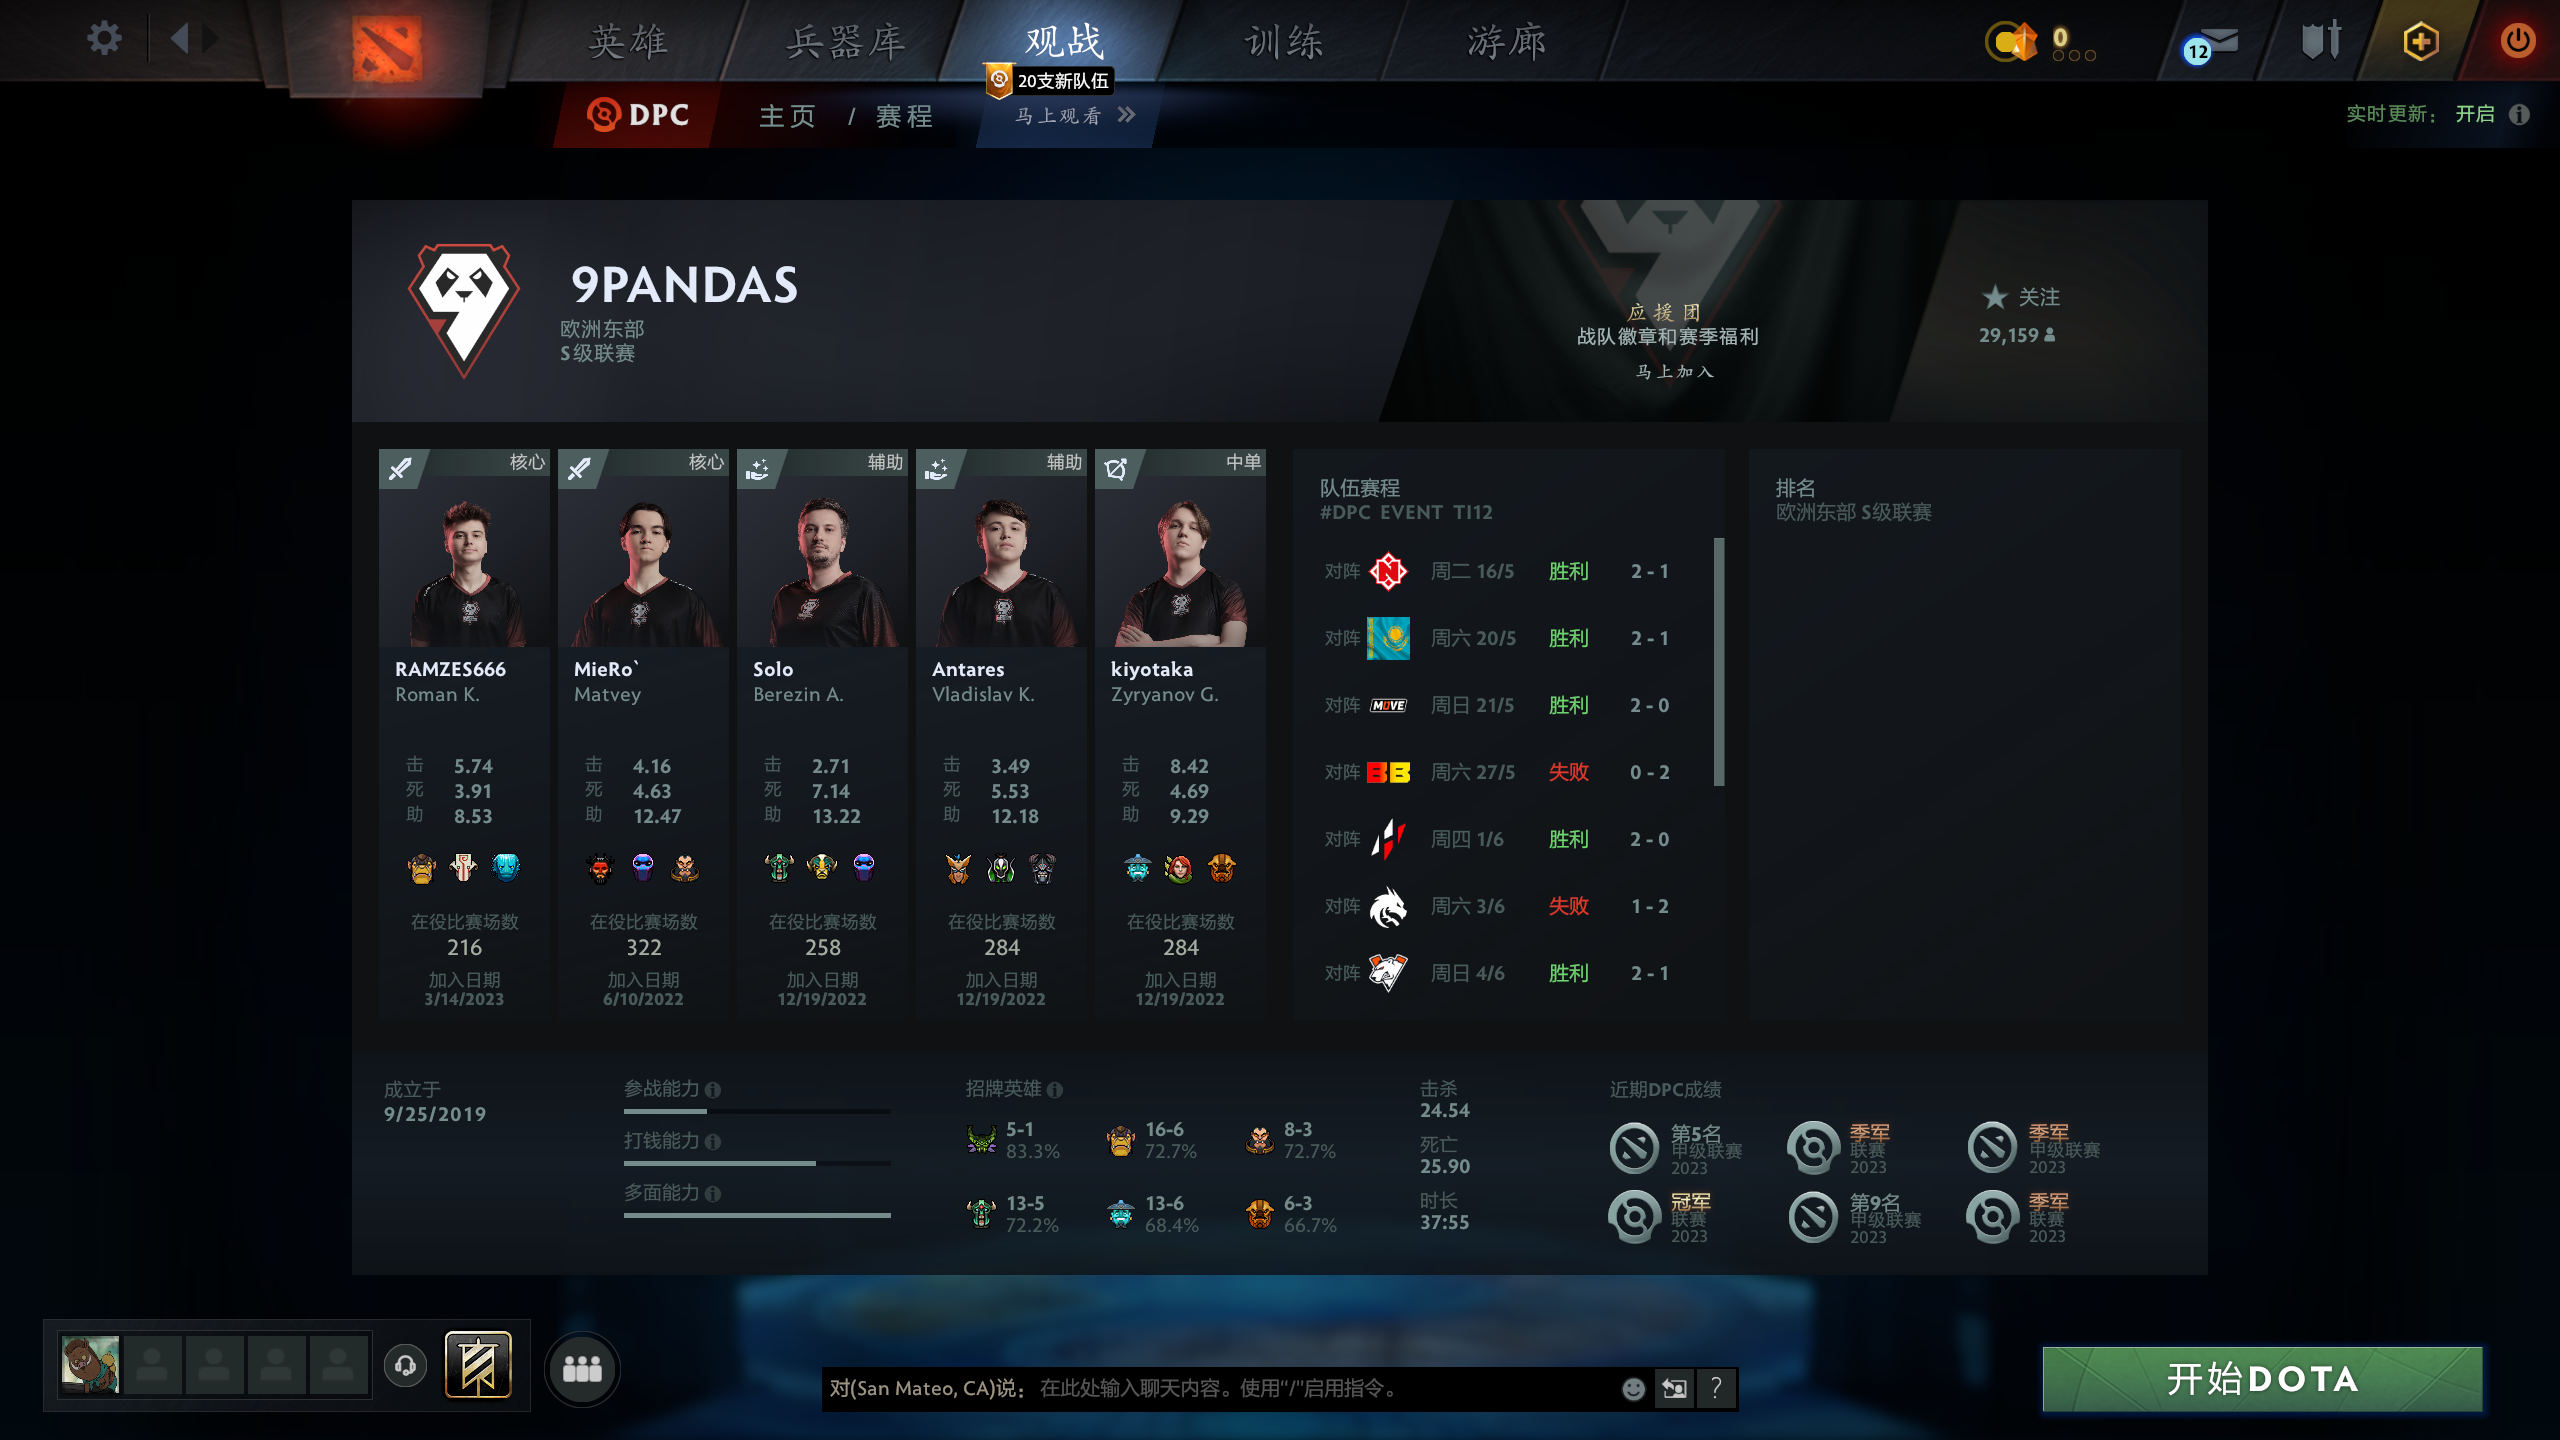 英雄
兵器库
观战
训练
游廊
0
12
20支新队伍
DPC
主页 / 赛程
马上观看
实时更新： 开启
9PANDAS
欧洲东部
S级联赛
应援团
战队徽章和赛季福利
马上加入
关注
29,159
核心
RAMZES666
Roman K.
击 5.74
死 3.91
助 8.53
在役比赛场数
216
加入日期
3/14/2023
核心
MieRo`
Matvey
击 4.16
死 4.63
助 12.47
在役比赛场数
322
加入日期
6/10/2022
辅助
Solo
Berezin A.
击 2.71
死 7.14
助 13.22
在役比赛场数
258
加入日期
12/19/2022
辅助
Antares
Vladislav K.
击 3.49
死 5.53
助 12.18
在役比赛场数
284
加入日期
12/19/2022
中单
kiyotaka
Zyryanov G.
击 8.42
死 4.69
助 9.29
在役比赛场数
284
加入日期
12/19/2022
队伍赛程
#DPC EVENT TI12
对阵 N 周二 16/5 胜利 2 - 1
对阵 周六 20/5 胜利 2 - 1
对阵 MOVE 周日 21/5 胜利 2 - 0
对阵 BB 周六 27/5 失败 0 - 2
对阵 周四 1/6 胜利 2 - 0
对阵 周六 3/6 失败 1 - 2
对阵 周日 4/6 胜利 2 - 1
排名
欧洲东部 S级联赛
成立于
9/25/2019
参战能力
打钱能力
多面能力
招牌英雄
5-1
83.3%
16-6
72.7%
8-3
72.7%
13-5
72.2%
13-6
68.4%
6-3
66.7%
击杀
24.54
死亡
25.90
时长
37:55
近期DPC成绩
第5名
甲级联赛
2023
季军
联赛
2023
季军
甲级联赛
2023
冠军
联赛
2023
第9名
甲级联赛
2023
季军
联赛
2023
对(San Mateo, CA)说： 在此处输入聊天内容。使用“/”启用指令。
?
开始DOTA